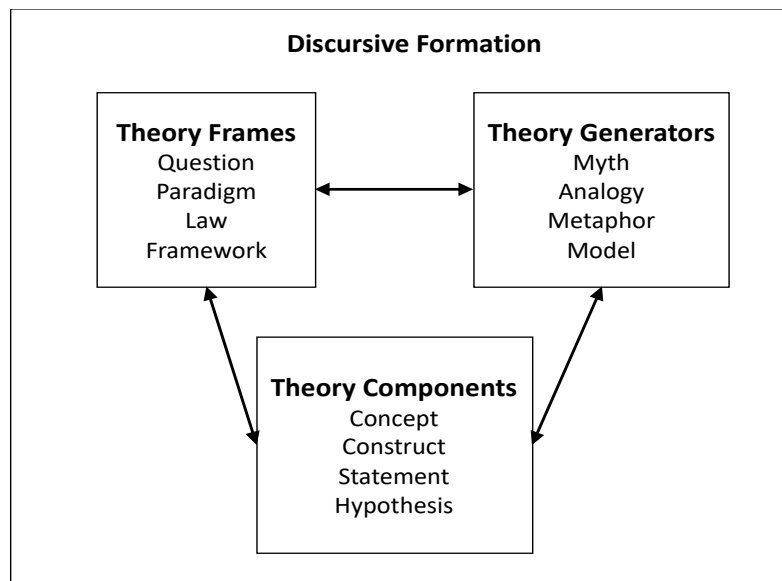 Discursive Formation
Theory Frames
Question
Paradigm
Law
Framework
Theory Generators
Myth
Analogy
Metaphor
Model
Theory Components
Concept
Construct
Statement
Hypothesis